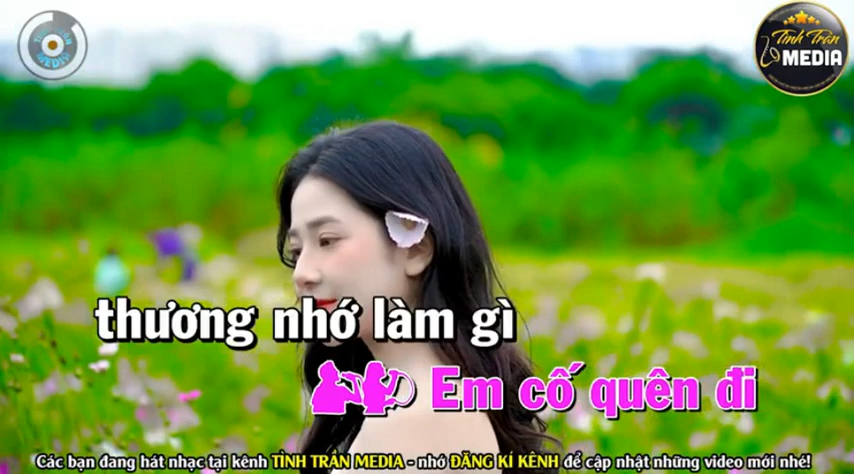 Tình Trần
MEDIA
thương nhớ làm gì
Em cố quên đi
Các bạn đang hát nhạc tại kênh TÌNH TRẦN MEDIA - nhớ ĐĂNG KÍ KÊNH để cập nhật những video mới nhé!